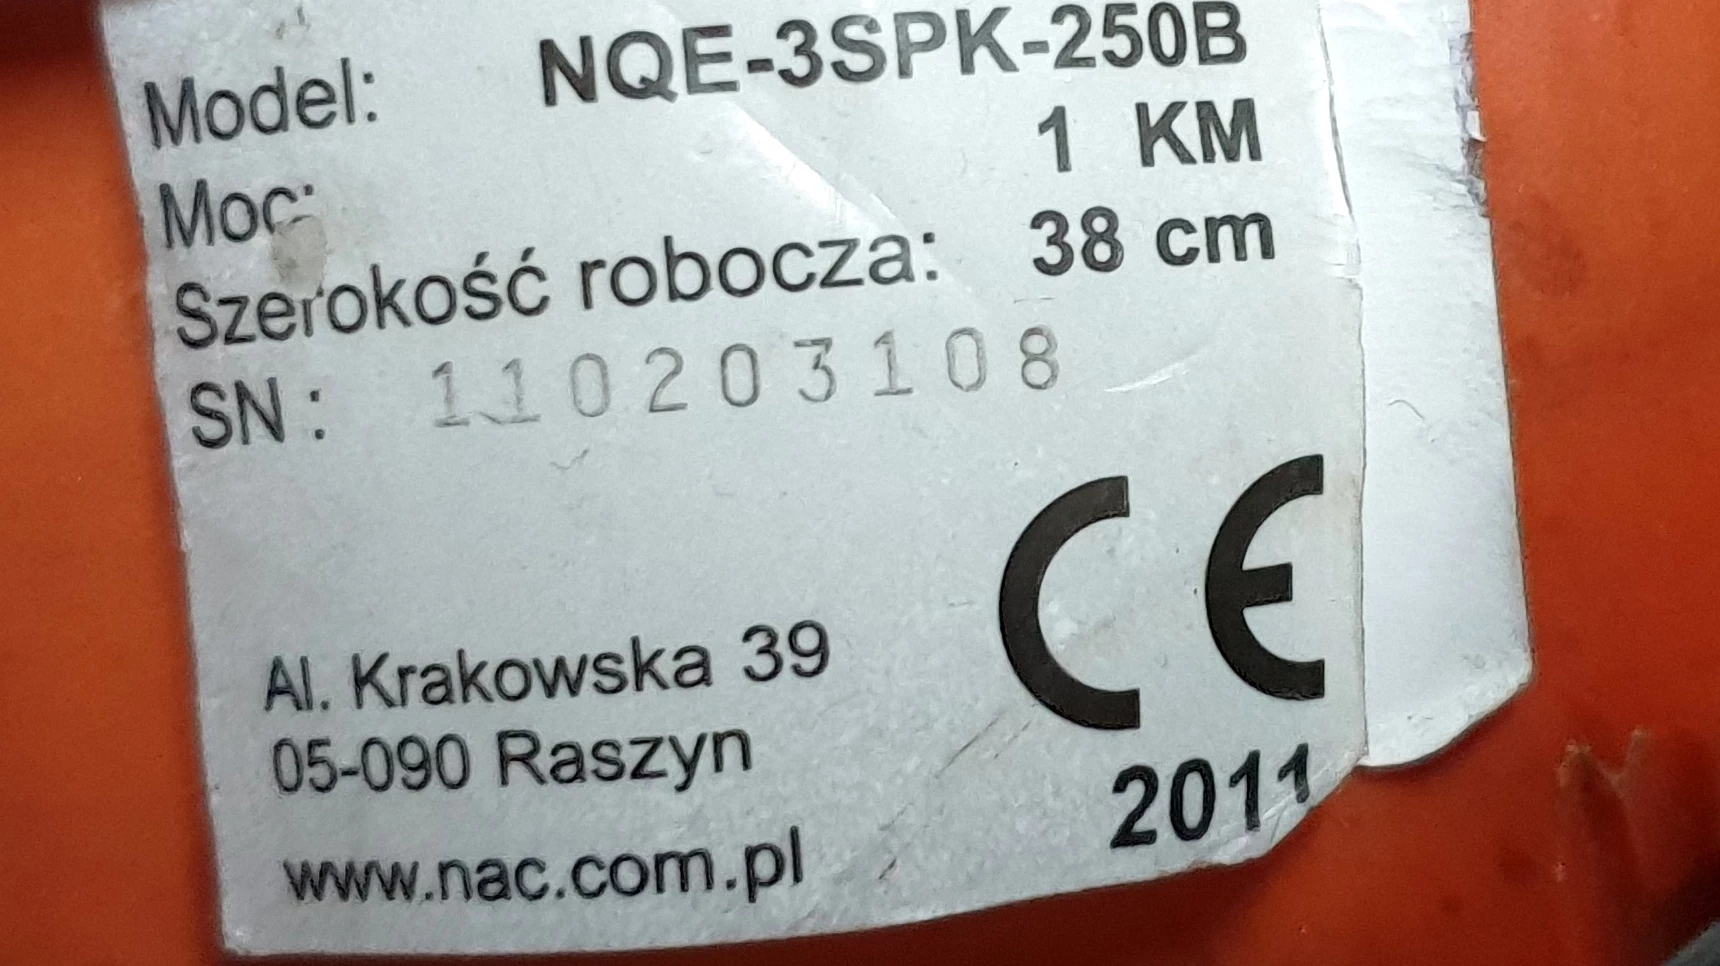 Model: NQE-3SPK-250B
Moc: 1 KM
Szerokość robocza: 38 cm
SN: 110203108
CE
Al. Krakowska 39
05-090 Raszyn
2011
www.nac.com.pl